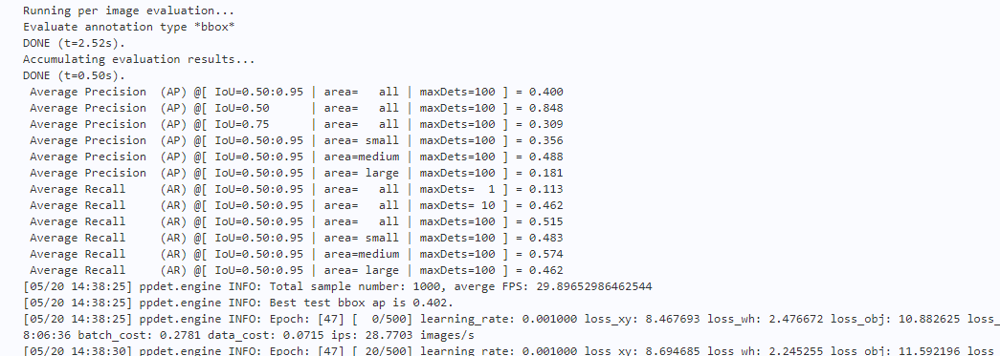 Running per image evaluation...
Evaluate annotation type *bbox*
DONE (t=2.52s).
Accumulating evaluation results...
DONE (t=0.50s).
Average Precision  (AP) @[ IoU=0.50:0.95 | area=   all | maxDets=100 ] = 0.400
Average Precision  (AP) @[ IoU=0.50      | area=   all | maxDets=100 ] = 0.848
Average Precision  (AP) @[ IoU=0.75      | area=   all | maxDets=100 ] = 0.309
Average Precision  (AP) @[ IoU=0.50:0.95 | area= small | maxDets=100 ] = 0.356
Average Precision  (AP) @[ IoU=0.50:0.95 | area=medium | maxDets=100 ] = 0.488
Average Precision  (AP) @[ IoU=0.50:0.95 | area= large | maxDets=100 ] = 0.181
Average Recall     (AR) @[ IoU=0.50:0.95 | area=   all | maxDets=  1 ] = 0.113
Average Recall     (AR) @[ IoU=0.50:0.95 | area=   all | maxDets= 10 ] = 0.462
Average Recall     (AR) @[ IoU=0.50:0.95 | area=   all | maxDets=100 ] = 0.515
Average Recall     (AR) @[ IoU=0.50:0.95 | area= small | maxDets=100 ] = 0.483
Average Recall     (AR) @[ IoU=0.50:0.95 | area=medium | maxDets=100 ] = 0.574
Average Recall     (AR) @[ IoU=0.50:0.95 | area= large | maxDets=100 ] = 0.462
[05/20 14:38:25] ppdet.engine INFO: Total sample number: 1000, averge FPS: 29.89652986462544
[05/20 14:38:25] ppdet.engine INFO: Best test bbox ap is 0.402.
[05/20 14:38:25] ppdet.engine INFO: Epoch: [47] [  0/500] learning_rate: 0.001000 loss_xy: 8.467693 loss_wh: 2.476672 loss_obj: 10.882625 loss_
8:06:36 batch_cost: 0.2781 data_cost: 0.0715 ips: 28.7703 images/s
[05/20 14:38:30] ppdet.engine INFO: Epoch: [47] [ 20/500] learning_rate: 0.001000 loss_xy: 8.694685 loss_wh: 2.245255 loss_obj: 11.592196 loss_